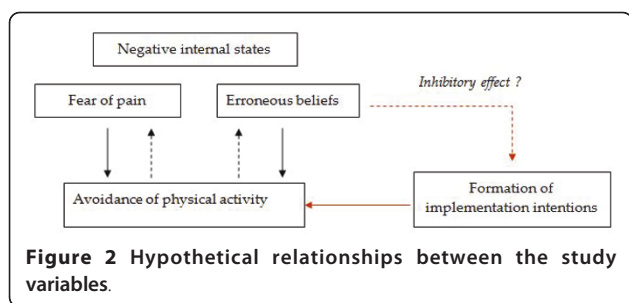 Negative internal states
Inhibitory effect ?
Fear of pain
Erroneous beliefs
Avoidance of physical activity
Formation of
implementation intentions
Figure 2 Hypothetical relationships between the study
variables.